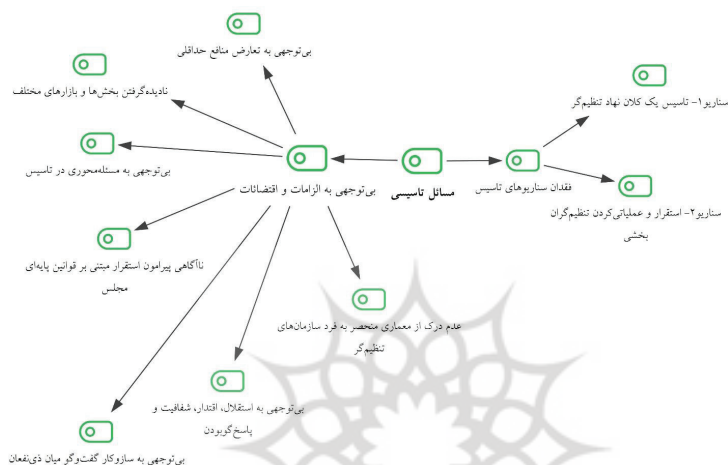 بی‌توجهی به تعارض منافع حداقلی
نادیده‌گرفتن بخش‌ها و بازارهای مختلف
سناریو۱- تاسیس یک کلان نهاد تنظیم‌گر
بی‌توجهی به مسئله‌محوری در تاسیس
بی‌توجهی به الزامات و اقتضائات
مسائل تاسیسی
فقدان سناریوهای تاسیس
سناریو۲- استقرار و عملیاتی‌کردن تنظیم‌گران
بخشی
ناآگاهی پیرامون استقرار مبتنی بر قوانین پایه‌ای
مجلس
عدم درک از معماری منحصر به فرد سازمان‌های
تنظیم‌گر
بی‌توجهی به استقلال، اقتدار، شفافیت و
پاسخ‌گوبودن
بی‌توجهی به سازوکار گفت‌وگو میان ذی‌نفعان